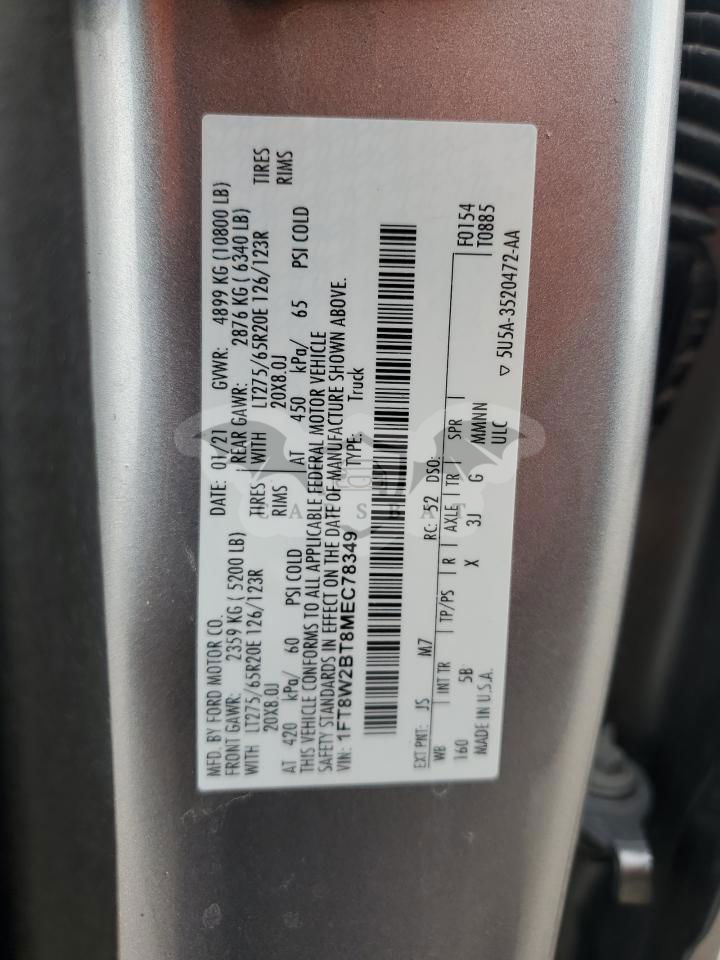 MFD. BY FORD MOTOR CO. DATE: 01/21 GVWR: 4899 KG (10800 LB)
FRONT GAWR: 2359 KG ( 5200 LB) REAR GAWR: 2876 KG ( 6340 LB)
WITH LT275/65R20E 126/123R TIRES WITH LT275/65R20E 126/123R TIRES
20X8.0J RIMS 20X8.0J RIMS
AT 420 kPa/ 60 PSI COLD AT 450 kPa/ 65 PSI COLD
THIS VEHICLE CONFORMS TO ALL APPLICABLE FEDERAL MOTOR VEHICLE
SAFETY STANDARDS IN EFFECT ON THE DATE OF MANUFACTURE SHOWN ABOVE.
VIN: 1FT8W2BT8MEC78349 TYPE: Truck
EXT PNT: JS M7 RC: 52 DSO: F0154
WB INT TR TP/PS R AXLE TR SPR T0885
160 5B X 3J G MMNN
MADE IN U.S.A. ULC ▽ 5U5A-3520472-AA